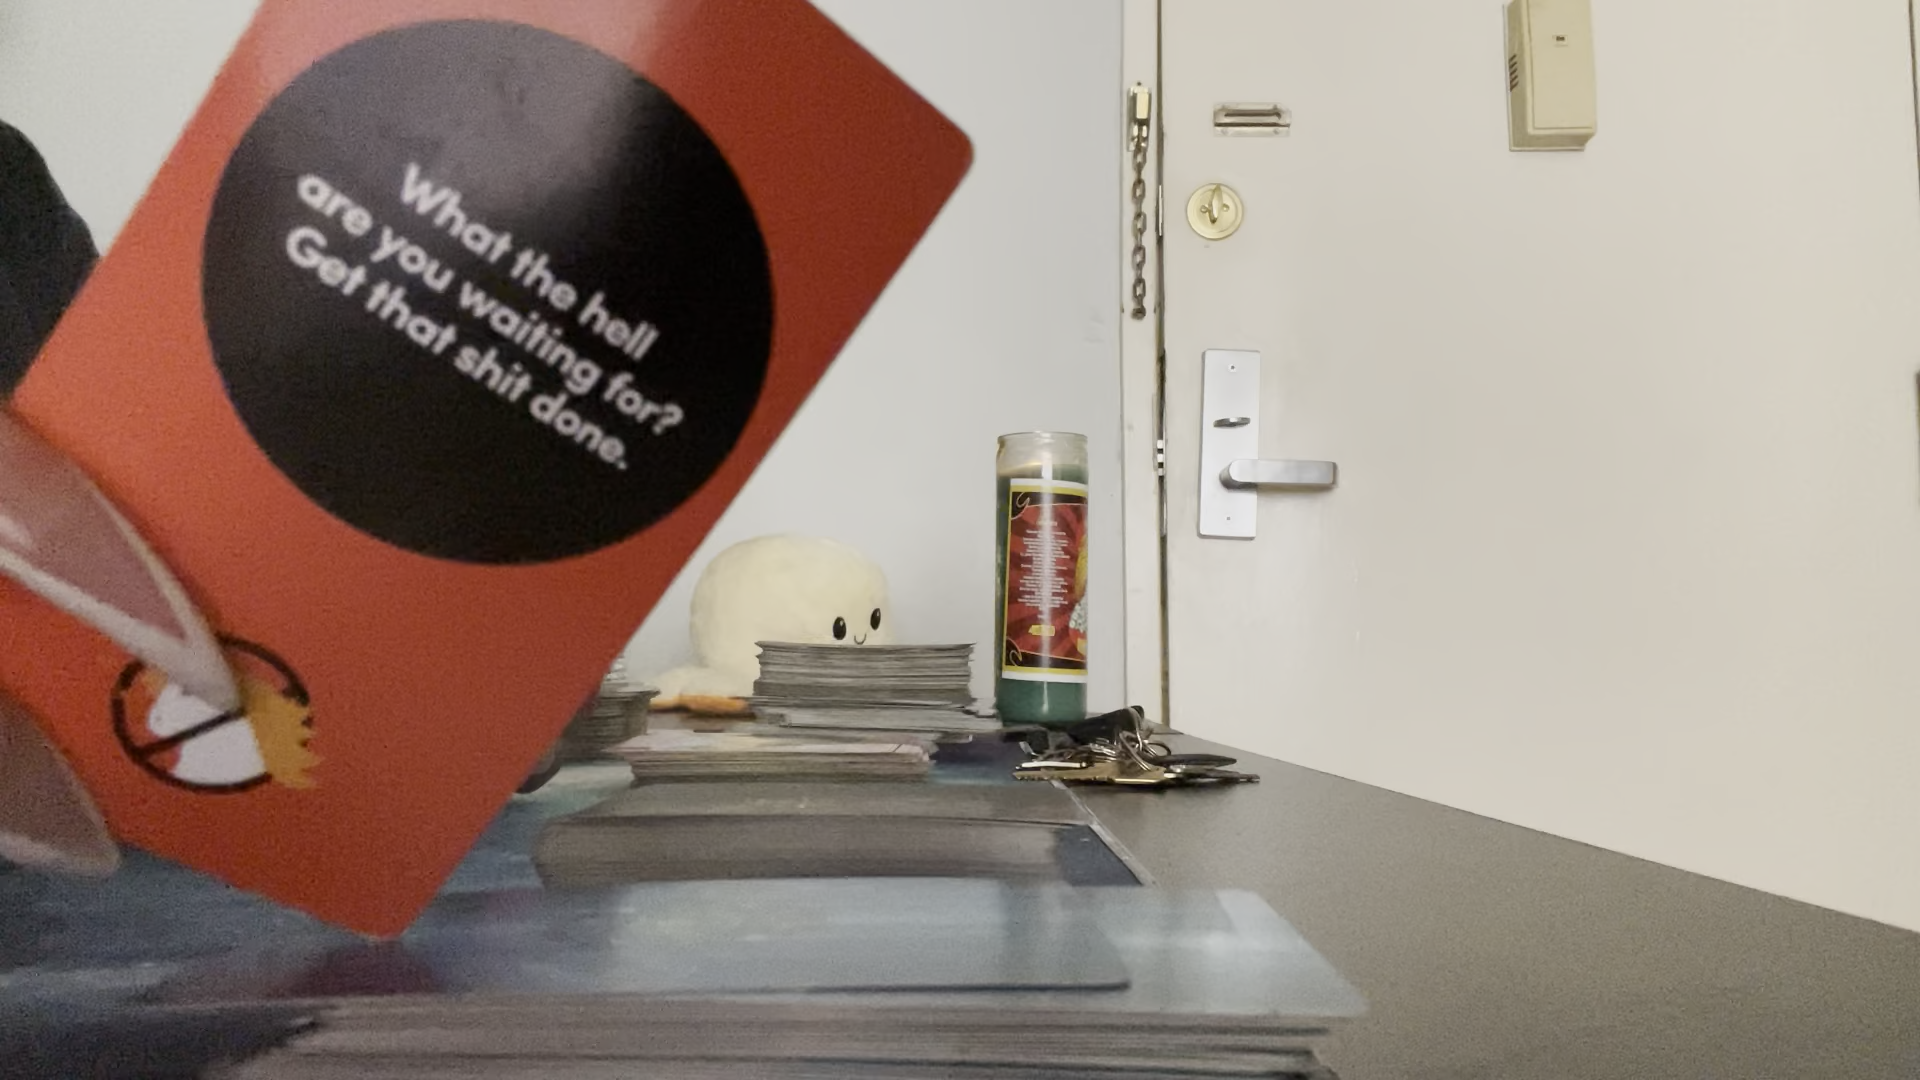 What the hell
are you waiting for?
Get that shit done.